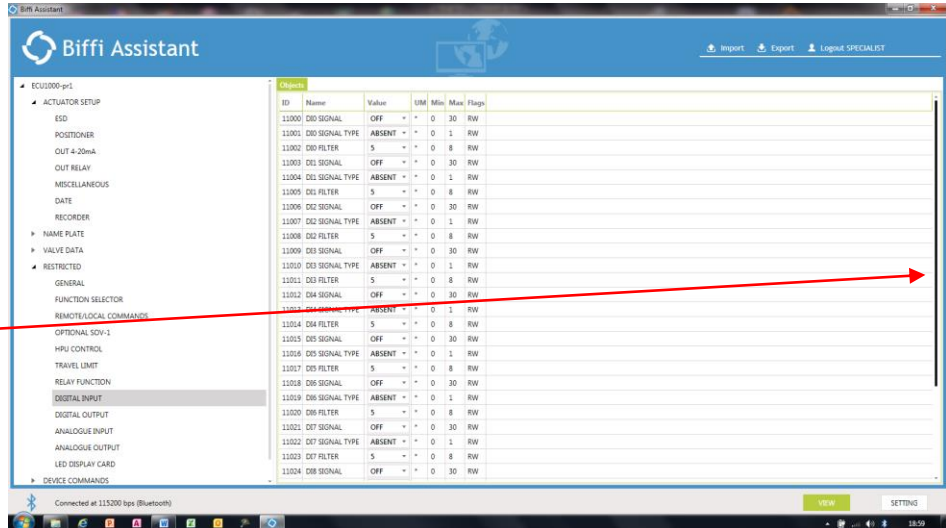 Biffi Assistant
Biffi Assistant
Import Export Logout SPECIALIST
ECU1000-pr1
ACTUATOR SETUP
ESD
POSITIONER
OUT 4-20mA
OUT RELAY
MISCELLANEOUS
DATE
RECORDER
NAME PLATE
VALVE DATA
RESTRICTED
GENERAL
FUNCTION SELECTOR
REMOTE/LOCAL COMMANDS
OPTIONAL SOV-1
HPU CONTROL
TRAVEL LIMIT
RELAY FUNCTION
DIGITAL INPUT
DIGITAL OUTPUT
ANALOGUE INPUT
ANALOGUE OUTPUT
LED DISPLAY CARD
DEVICE COMMANDS
Objects
ID Name Value UM Min Max Flags
11000 DI0 SIGNAL OFF * 0 30 RW
11001 DI0 SIGNAL TYPE ABSENT * 0 1 RW
11002 DI0 FILTER 5 * 0 8 RW
11003 DI1 SIGNAL OFF * 0 30 RW
11004 DI1 SIGNAL TYPE ABSENT * 0 1 RW
11005 DI1 FILTER 5 * 0 8 RW
11006 DI2 SIGNAL OFF * 0 30 RW
11007 DI2 SIGNAL TYPE ABSENT * 0 1 RW
11008 DI2 FILTER 5 * 0 8 RW
11009 DI3 SIGNAL OFF * 0 30 RW
11010 DI3 SIGNAL TYPE ABSENT * 0 1 RW
11011 DI3 FILTER 5 * 0 8 RW
11012 DI4 SIGNAL OFF * 0 30 RW
11013 DI4 SIGNAL TYPE ABSENT * 0 1 RW
11014 DI4 FILTER 5 * 0 8 RW
11015 DI5 SIGNAL OFF * 0 30 RW
11016 DI5 SIGNAL TYPE ABSENT * 0 1 RW
11017 DI5 FILTER 5 * 0 8 RW
11018 DI6 SIGNAL OFF * 0 30 RW
11019 DI6 SIGNAL TYPE ABSENT * 0 1 RW
11020 DI6 FILTER 5 * 0 8 RW
11021 DI7 SIGNAL OFF * 0 30 RW
11022 DI7 SIGNAL TYPE ABSENT * 0 1 RW
11023 DI7 FILTER 5 * 0 8 RW
11024 DI8 SIGNAL OFF * 0 30 RW
Connected at 115200 bps (Bluetooth)
VIEW SETTING
18:59